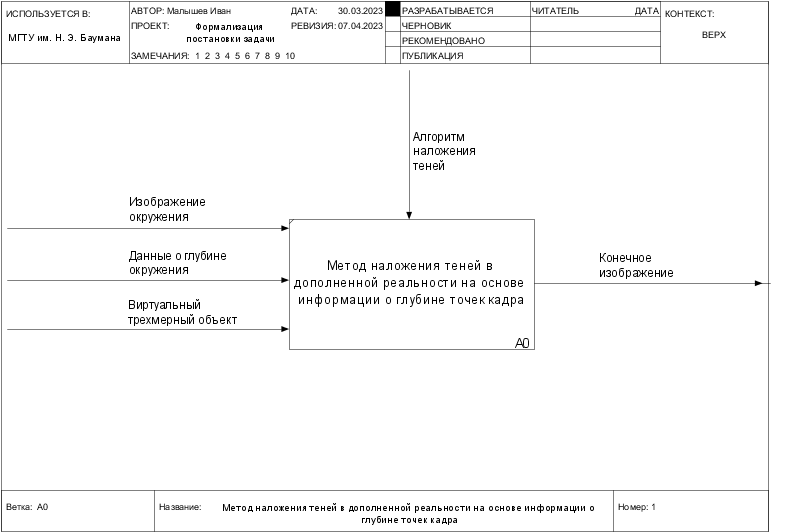 ИСПОЛЬЗУЕТСЯ В:
МГТУ им. Н. Э. Баумана
АВТОР: Малышев Иван
ДАТА: 30.03.2023
ПРОЕКТ: Формализация
постановки задачи
РЕВИЗИЯ: 07.04.2023
ЗАМЕЧАНИЯ: 1 2 3 4 5 6 7 8 9 10
РАЗРАБАТЫВАЕТСЯ
ЧЕРНОВИК
РЕКОМЕНДОВАНО
ПУБЛИКАЦИЯ
ЧИТАТЕЛЬ ДАТА
КОНТЕКСТ:
ВЕРХ
Алгоритм
наложения
теней
Изображение
окружения
Данные о глубине
окружения
Виртуальный
трехмерный объект
Метод наложения теней в
дополненной реальности на основе
информации о глубине точек кадра
A0
Конечное
изображение
Ветка: A0
Название: Метод наложения теней в дополненной реальности на основе информации о
глубине точек кадра
Номер: 1